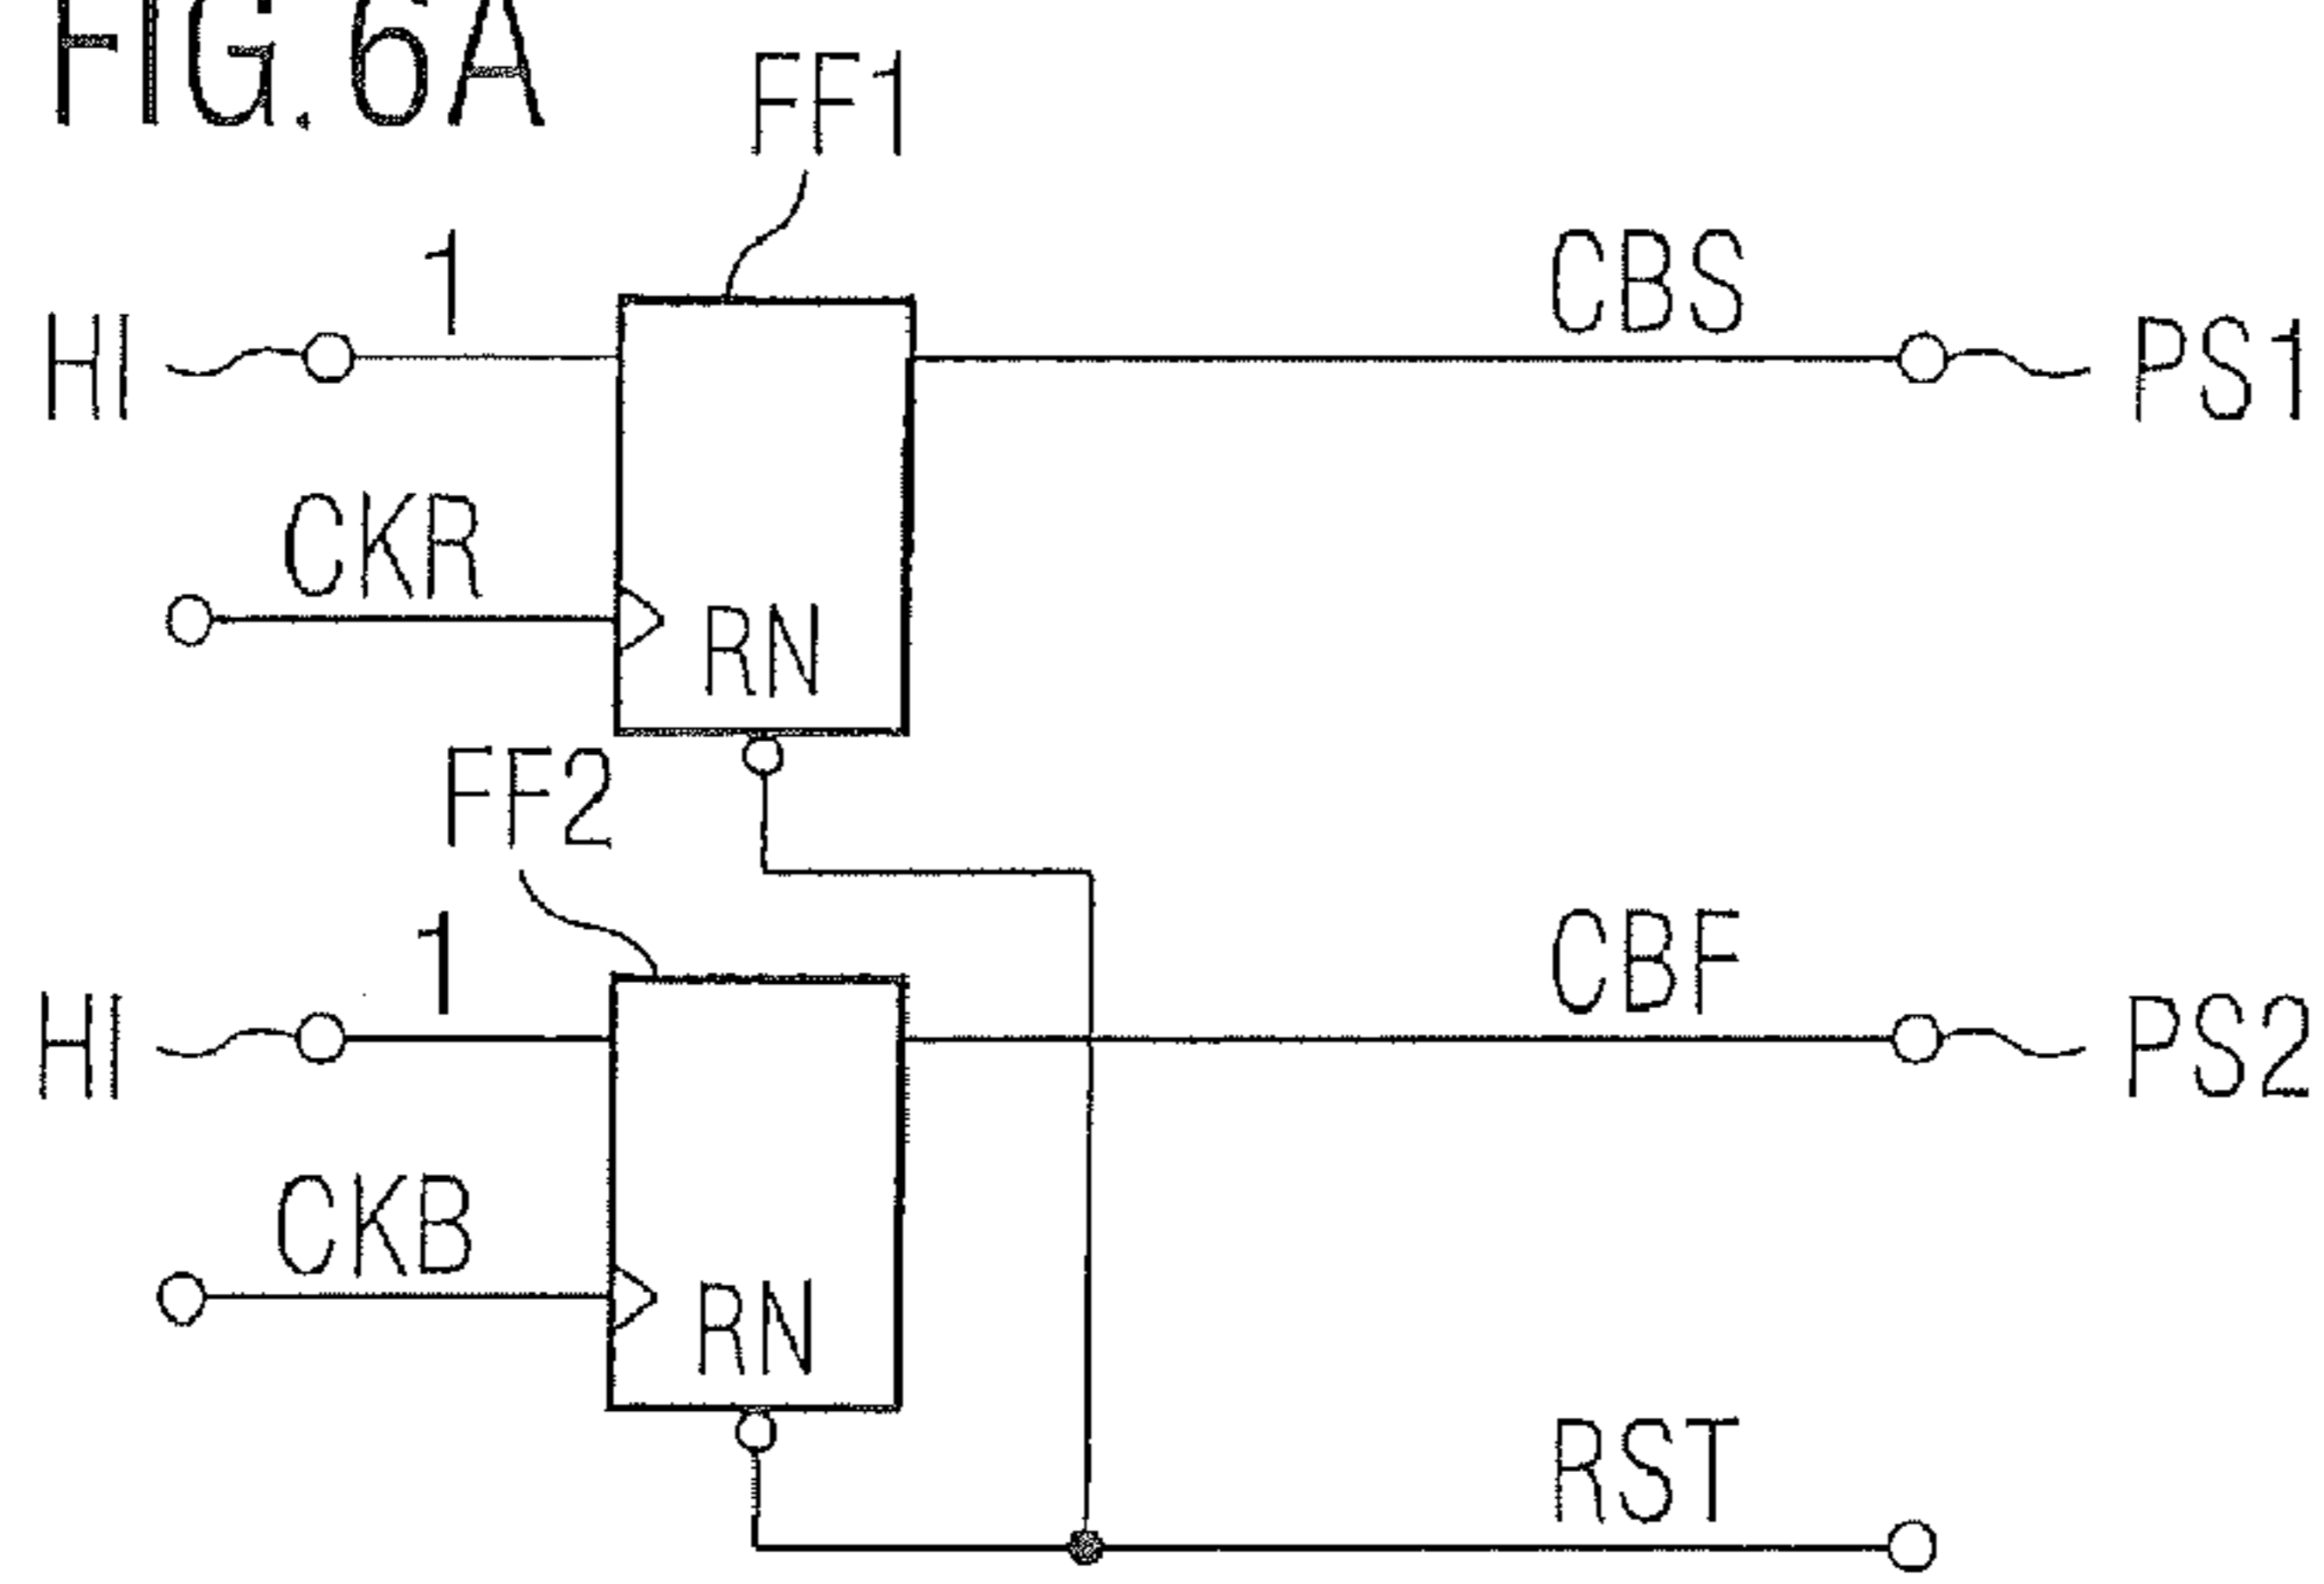 FIG. 6A
FF1
1
CBS
HI
PS1
CKR
RN
FF2
1
CBF
HI
PS2
CKB
RN
RST